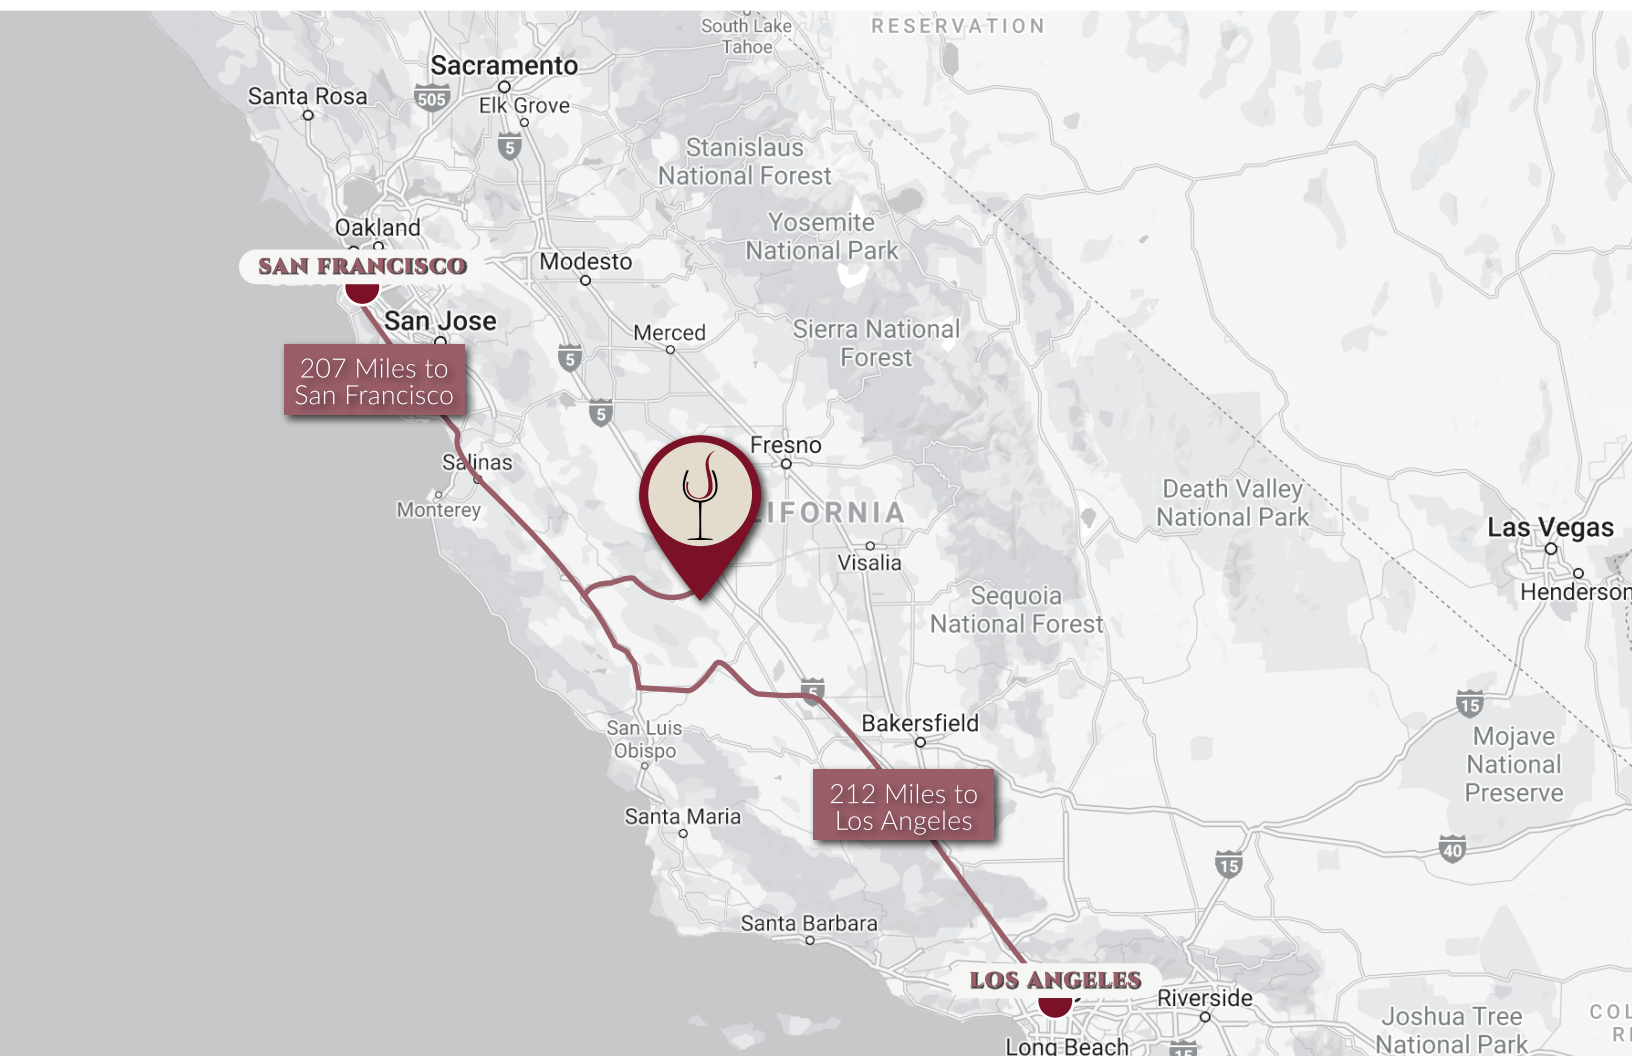 South Lake
Tahoe
RESERVATION
Sacramento
Santa Rosa
505
Elk Grove
5
Stanislaus
National Forest
Yosemite
National Park
Oakland
SAN FRANCISCO
Modesto
San Jose
Merced
Sierra National
Forest
5
207 Miles to
San Francisco
5
Fresno
Salinas
Monterey
Death Valley
National Park
IFORNIA
Las Vegas
Visalia
Henderson
Sequoia
National Forest
5
15
San Luis
Obispo
Bakersfield
Mojave
National
Preserve
212 Miles to
Los Angeles
Santa Maria
40
15
Santa Barbara
LOS ANGELES
Riverside
Joshua Tree
National Park
COL
R
Long Beach
15